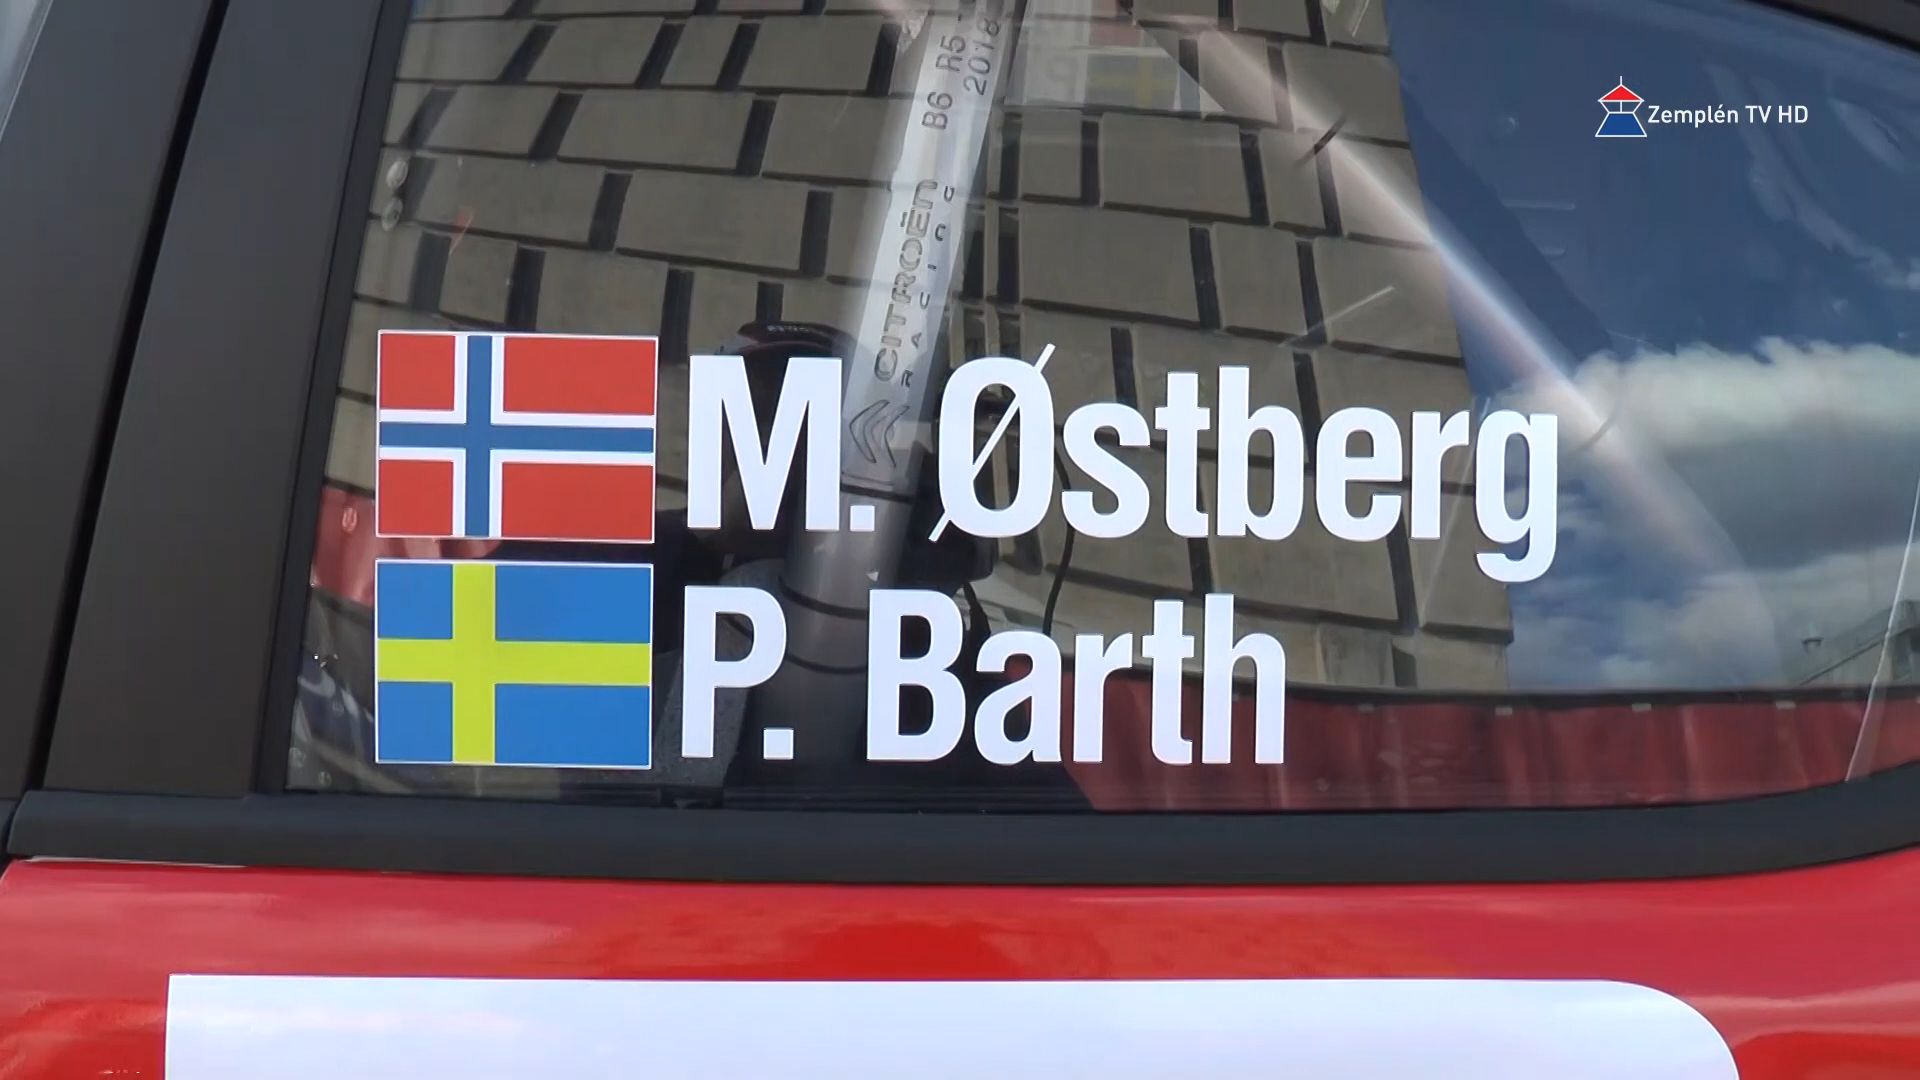 Zemplén TV HD
B6 R5
2018
CITROËN
RACING
M. Østberg
P. Barth